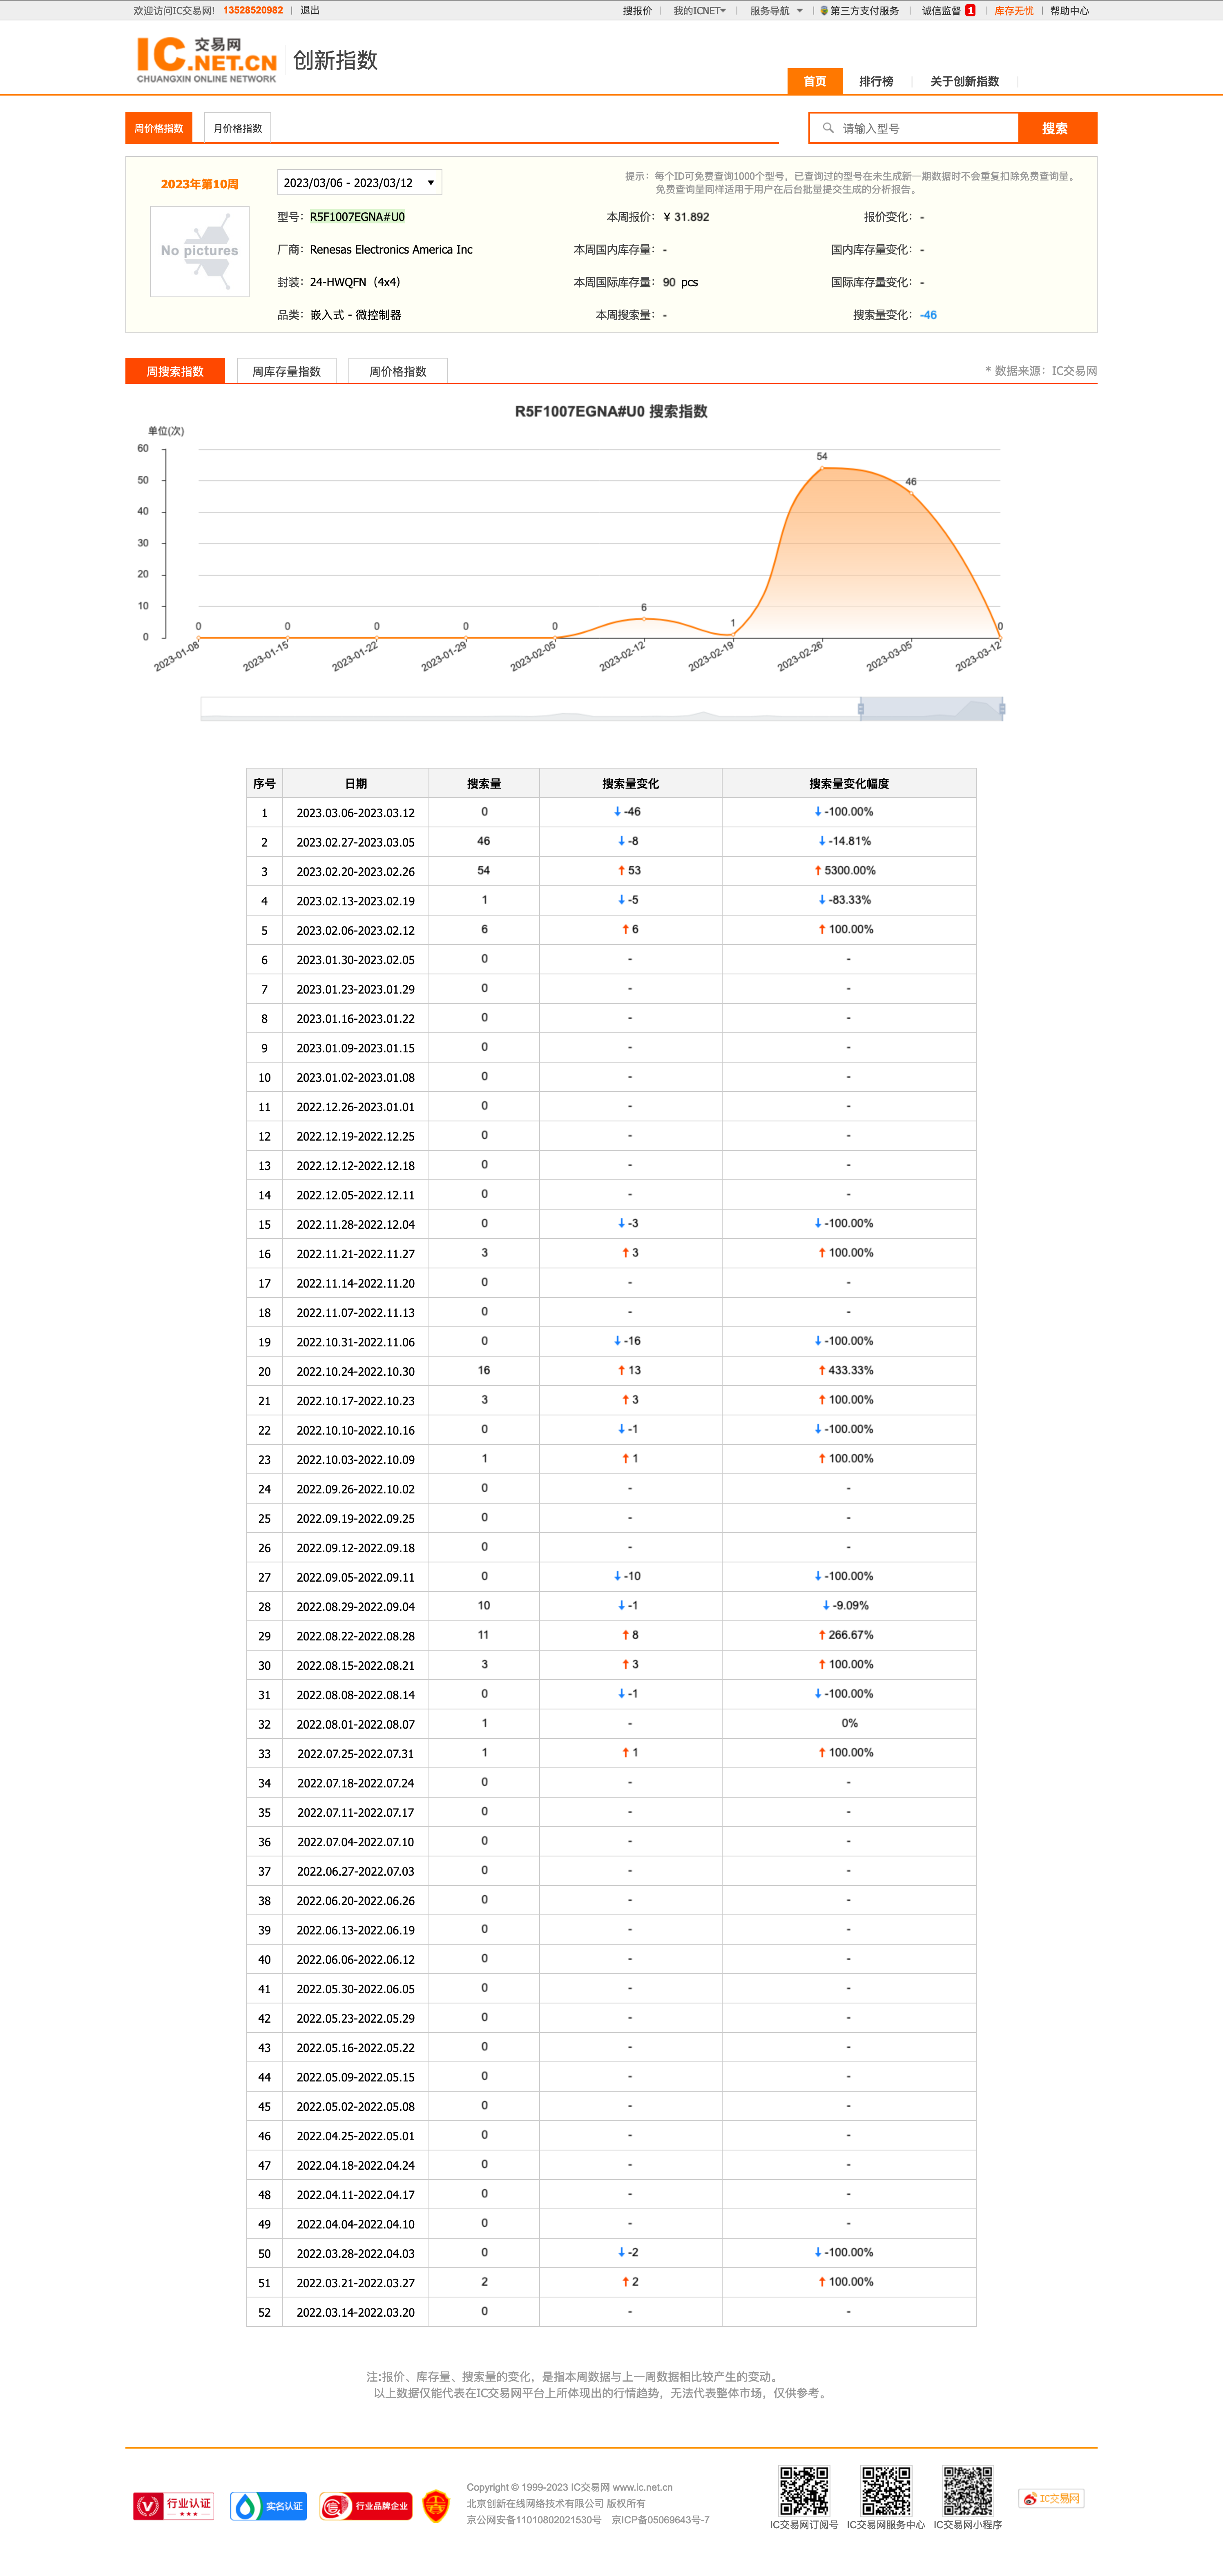 欢迎访问IC交易网! 13528520982 | 退出 搜报价 | 我的ICNET | 服务导航 | 第三方支付服务 | 诚信监督 1 | 库存无忧 | 帮助中心
IC 交易网
.NET.CN
CHUANGXIN ONLINE NETWORK
创新指数
首页 排行榜 关于创新指数
周价格指数 月价格指数 请输入型号 搜索
2023年第10周 2023/03/06 - 2023/03/12
提示：每个ID可免费查询1000个型号，已查询过的型号在未生成新一期数据时不会重复扣除免费查询量。
免费查询量同样适用于用户在后台批量提交生成的分析报告。
No pictures
型号：R5F1007EGNA#U0 本周报价：¥ 31.892 报价变化：-
厂商：Renesas Electronics America Inc 本周国内库存量：- 国内库存量变化：-
封装：24-HWQFN（4x4） 本周国际库存量：90 pcs 国际库存量变化：-
品类：嵌入式 - 微控制器 本周搜索量：- 搜索量变化：-46
周搜索指数 周库存量指数 周价格指数 * 数据来源：IC交易网
R5F1007EGNA#U0 搜索指数
单位(次)
60
50
40
30
20
10
0
0 0 0 0 0 6 1 54 46 0
2023-01-08 2023-01-15 2023-01-22 2023-01-29 2023-02-05 2023-02-12 2023-02-19 2023-02-26 2023-03-05 2023-03-12
序号 日期 搜索量 搜索量变化 搜索量变化幅度
1 2023.03.06-2023.03.12 0 ↓ -46 ↓ -100.00%
2 2023.02.27-2023.03.05 46 ↓ -8 ↓ -14.81%
3 2023.02.20-2023.02.26 54 ↑ 53 ↑ 5300.00%
4 2023.02.13-2023.02.19 1 ↓ -5 ↓ -83.33%
5 2023.02.06-2023.02.12 6 ↑ 6 ↑ 100.00%
6 2023.01.30-2023.02.05 0 - -
7 2023.01.23-2023.01.29 0 - -
8 2023.01.16-2023.01.22 0 - -
9 2023.01.09-2023.01.15 0 - -
10 2023.01.02-2023.01.08 0 - -
11 2022.12.26-2023.01.01 0 - -
12 2022.12.19-2022.12.25 0 - -
13 2022.12.12-2022.12.18 0 - -
14 2022.12.05-2022.12.11 0 - -
15 2022.11.28-2022.12.04 0 ↓ -3 ↓ -100.00%
16 2022.11.21-2022.11.27 3 ↑ 3 ↑ 100.00%
17 2022.11.14-2022.11.20 0 - -
18 2022.11.07-2022.11.13 0 - -
19 2022.10.31-2022.11.06 0 ↓ -16 ↓ -100.00%
20 2022.10.24-2022.10.30 16 ↑ 13 ↑ 433.33%
21 2022.10.17-2022.10.23 3 ↑ 3 ↑ 100.00%
22 2022.10.10-2022.10.16 0 ↓ -1 ↓ -100.00%
23 2022.10.03-2022.10.09 1 ↑ 1 ↑ 100.00%
24 2022.09.26-2022.10.02 0 - -
25 2022.09.19-2022.09.25 0 - -
26 2022.09.12-2022.09.18 0 - -
27 2022.09.05-2022.09.11 0 ↓ -10 ↓ -100.00%
28 2022.08.29-2022.09.04 10 ↓ -1 ↓ -9.09%
29 2022.08.22-2022.08.28 11 ↑ 8 ↑ 266.67%
30 2022.08.15-2022.08.21 3 ↑ 3 ↑ 100.00%
31 2022.08.08-2022.08.14 0 ↓ -1 ↓ -100.00%
32 2022.08.01-2022.08.07 1 - 0%
33 2022.07.25-2022.07.31 1 ↑ 1 ↑ 100.00%
34 2022.07.18-2022.07.24 0 - -
35 2022.07.11-2022.07.17 0 - -
36 2022.07.04-2022.07.10 0 - -
37 2022.06.27-2022.07.03 0 - -
38 2022.06.20-2022.06.26 0 - -
39 2022.06.13-2022.06.19 0 - -
40 2022.06.06-2022.06.12 0 - -
41 2022.05.30-2022.06.05 0 - -
42 2022.05.23-2022.05.29 0 - -
43 2022.05.16-2022.05.22 0 - -
44 2022.05.09-2022.05.15 0 - -
45 2022.05.02-2022.05.08 0 - -
46 2022.04.25-2022.05.01 0 - -
47 2022.04.18-2022.04.24 0 - -
48 2022.04.11-2022.04.17 0 - -
49 2022.04.04-2022.04.10 0 - -
50 2022.03.28-2022.04.03 0 ↓ -2 ↓ -100.00%
51 2022.03.21-2022.03.27 2 ↑ 2 ↑ 100.00%
52 2022.03.14-2022.03.20 0 - -
注:报价、库存量、搜索量的变化，是指本周数据与上一周数据相比较产生的变动。
以上数据仅能代表在IC交易网平台上所体现出的行情趋势，无法代表整体市场，仅供参考。
行业认证 实名认证 行业品牌企业
Copyright © 1999-2023 IC交易网 www.ic.net.cn
北京创新在线网络技术有限公司 版权所有
京公网安备11010802021530号 京ICP备05069643号-7
IC交易网订阅号 IC交易网服务中心 IC交易网小程序
IC交易网